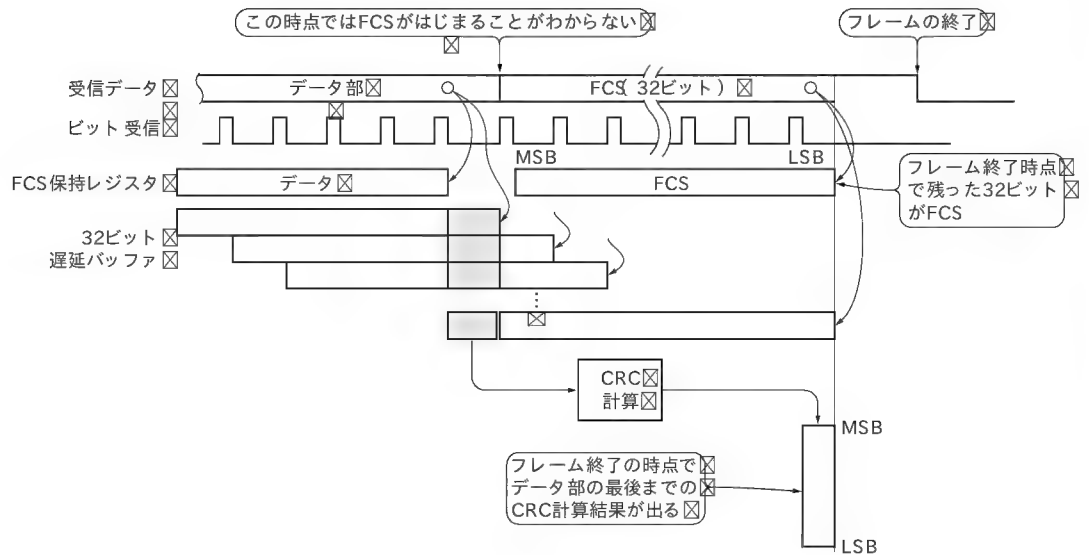 この時点ではFCSがはじまることがわからない
フレームの終了
受信データ
データ部
FCS(32ビット)
ビット受信
MSB
LSB
FCS保持レジスタ
データ
FCS
フレーム終了時点
で残った32ビット
がFCS
32ビット
遅延バッファ
CRC
計算
MSB
フレーム終了の時点で
データ部の最後までの
CRC計算結果が出る
LSB